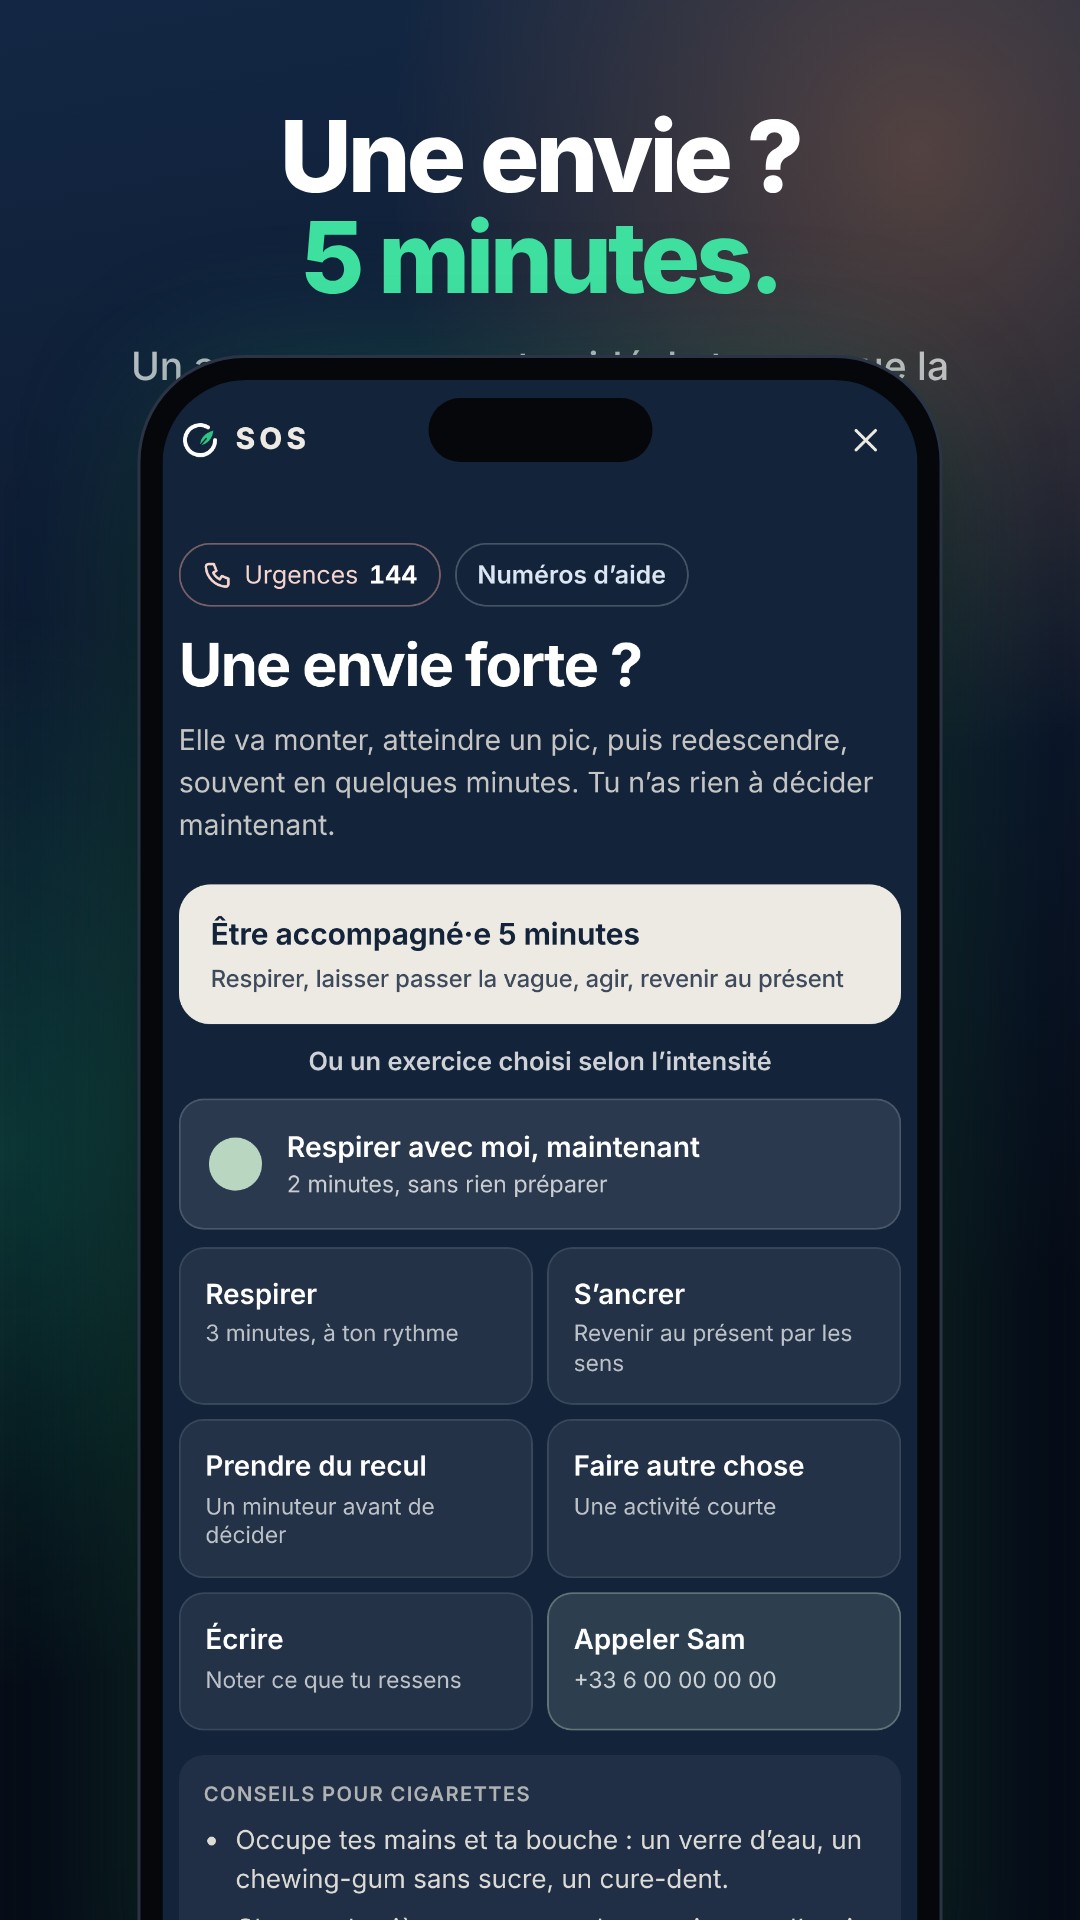 Une envie ?
5 minutes.
Un
la
SOS
Urgences 144
Numéros d’aide
Une envie forte ?
Elle va monter, atteindre un pic, puis redescendre,
souvent en quelques minutes. Tu n’as rien à décider
maintenant.
Être accompagné·e 5 minutes
Respirer, laisser passer la vague, agir, revenir au présent
Ou un exercice choisi selon l’intensité
Respirer avec moi, maintenant
2 minutes, sans rien préparer
Respirer
3 minutes, à ton rythme
S’ancrer
Revenir au présent par les
sens
Prendre du recul
Un minuteur avant de
décider
Faire autre chose
Une activité courte
Écrire
Noter ce que tu ressens
Appeler Sam
+33 6 00 00 00 00
CONSEILS POUR CIGARETTES
• Occupe tes mains et ta bouche : un verre d’eau, un
chewing-gum sans sucre, un cure-dent.